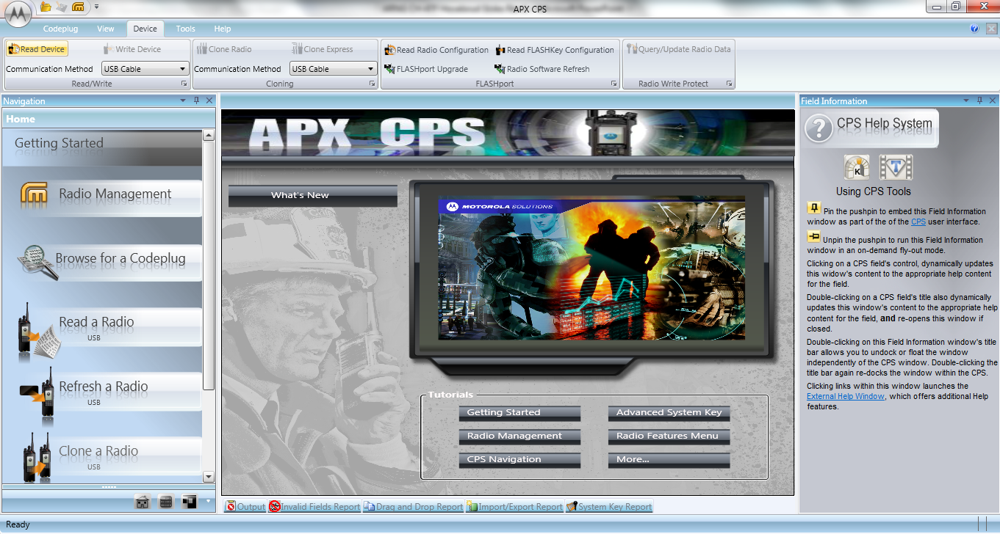 APX CPS
Codeplug View Device Tools Help
Read Device Write Device
Communication Method USB Cable
Read/Write
Clone Radio Clone Express
Communication Method USB Cable
Cloning
Read Radio Configuration Read FLASHKey Configuration
FLASHport Upgrade Radio Software Refresh
FLASHport
Query/Update Radio Data
Radio Write Protect
Navigation
Home
Getting Started
Radio Management
Browse for a Codeplug
Read a Radio
USB
Refresh a Radio
USB
Clone a Radio
USB
APX CPS
What's New
MOTOROLA SOLUTIONS
Tutorials
Getting Started Advanced System Key
Radio Management Radio Features Menu
CPS Navigation More...
Output Invalid Fields Report Drag and Drop Report Import/Export Report System Key Report
Field Information
CPS Help System
K T
Using CPS Tools
Pin the pushpin to embed this Field Information
window as part of the of the CPS user interface.
Unpin the pushpin to run this Field Information
window in an on-demand fly-out mode.
Clicking on a CPS field's control, dynamically updates
this widow's content to the appropriate help content
for the field.
Double-clicking on a CPS field's title also dynamically
updates this window's content to the appropriate help
content for the field, and re-opens this window if
closed.
Double-clicking on this Field Information window's title
bar allows you to undock or float the window
independently of the CPS window. Double-clicking the
title bar again re-docks the window within the CPS.
Clicking links within this window launches the
External Help Window, which offers additional Help
features.
Ready